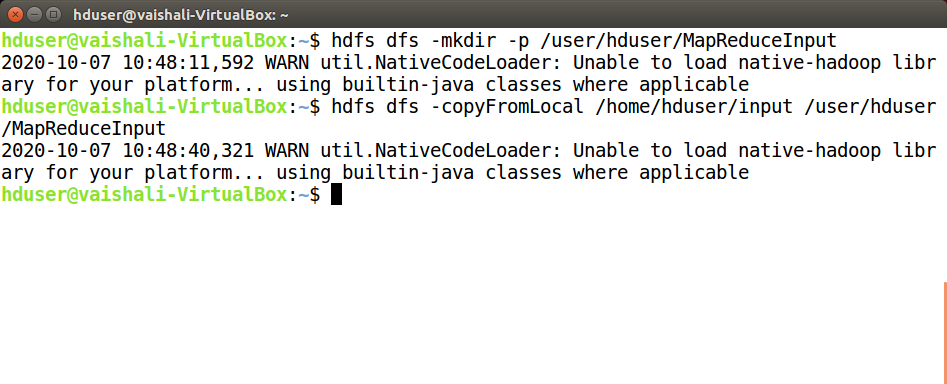 hduser@vaishali-VirtualBox: ~
hduser@vaishali-VirtualBox:~$ hdfs dfs -mkdir -p /user/hduser/MapReduceInput
2020-10-07 10:48:11,592 WARN util.NativeCodeLoader: Unable to load native-hadoop libr
ary for your platform... using builtin-java classes where applicable
hduser@vaishali-VirtualBox:~$ hdfs dfs -copyFromLocal /home/hduser/input /user/hduser
/MapReduceInput
2020-10-07 10:48:40,321 WARN util.NativeCodeLoader: Unable to load native-hadoop libr
ary for your platform... using builtin-java classes where applicable
hduser@vaishali-VirtualBox:~$